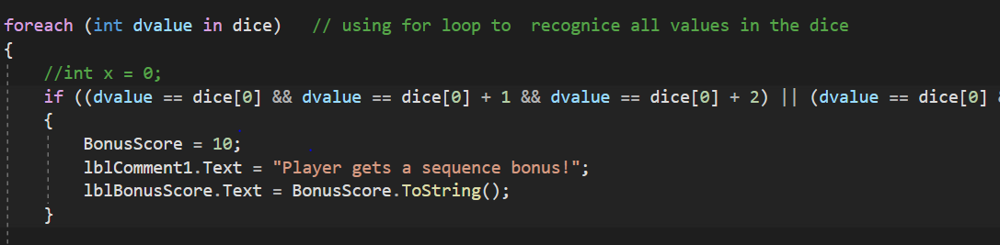 foreach (int dvalue in dice)   // using for loop to  recognice all values in the dice
{
//int x = 0;
if ((dvalue == dice[0] && dvalue == dice[0] + 1 && dvalue == dice[0] + 2) || (dvalue == dice[0]
{
BonusScore = 10;
lblComment1.Text = "Player gets a sequence bonus!";
lblBonusScore.Text = BonusScore.ToString();
}